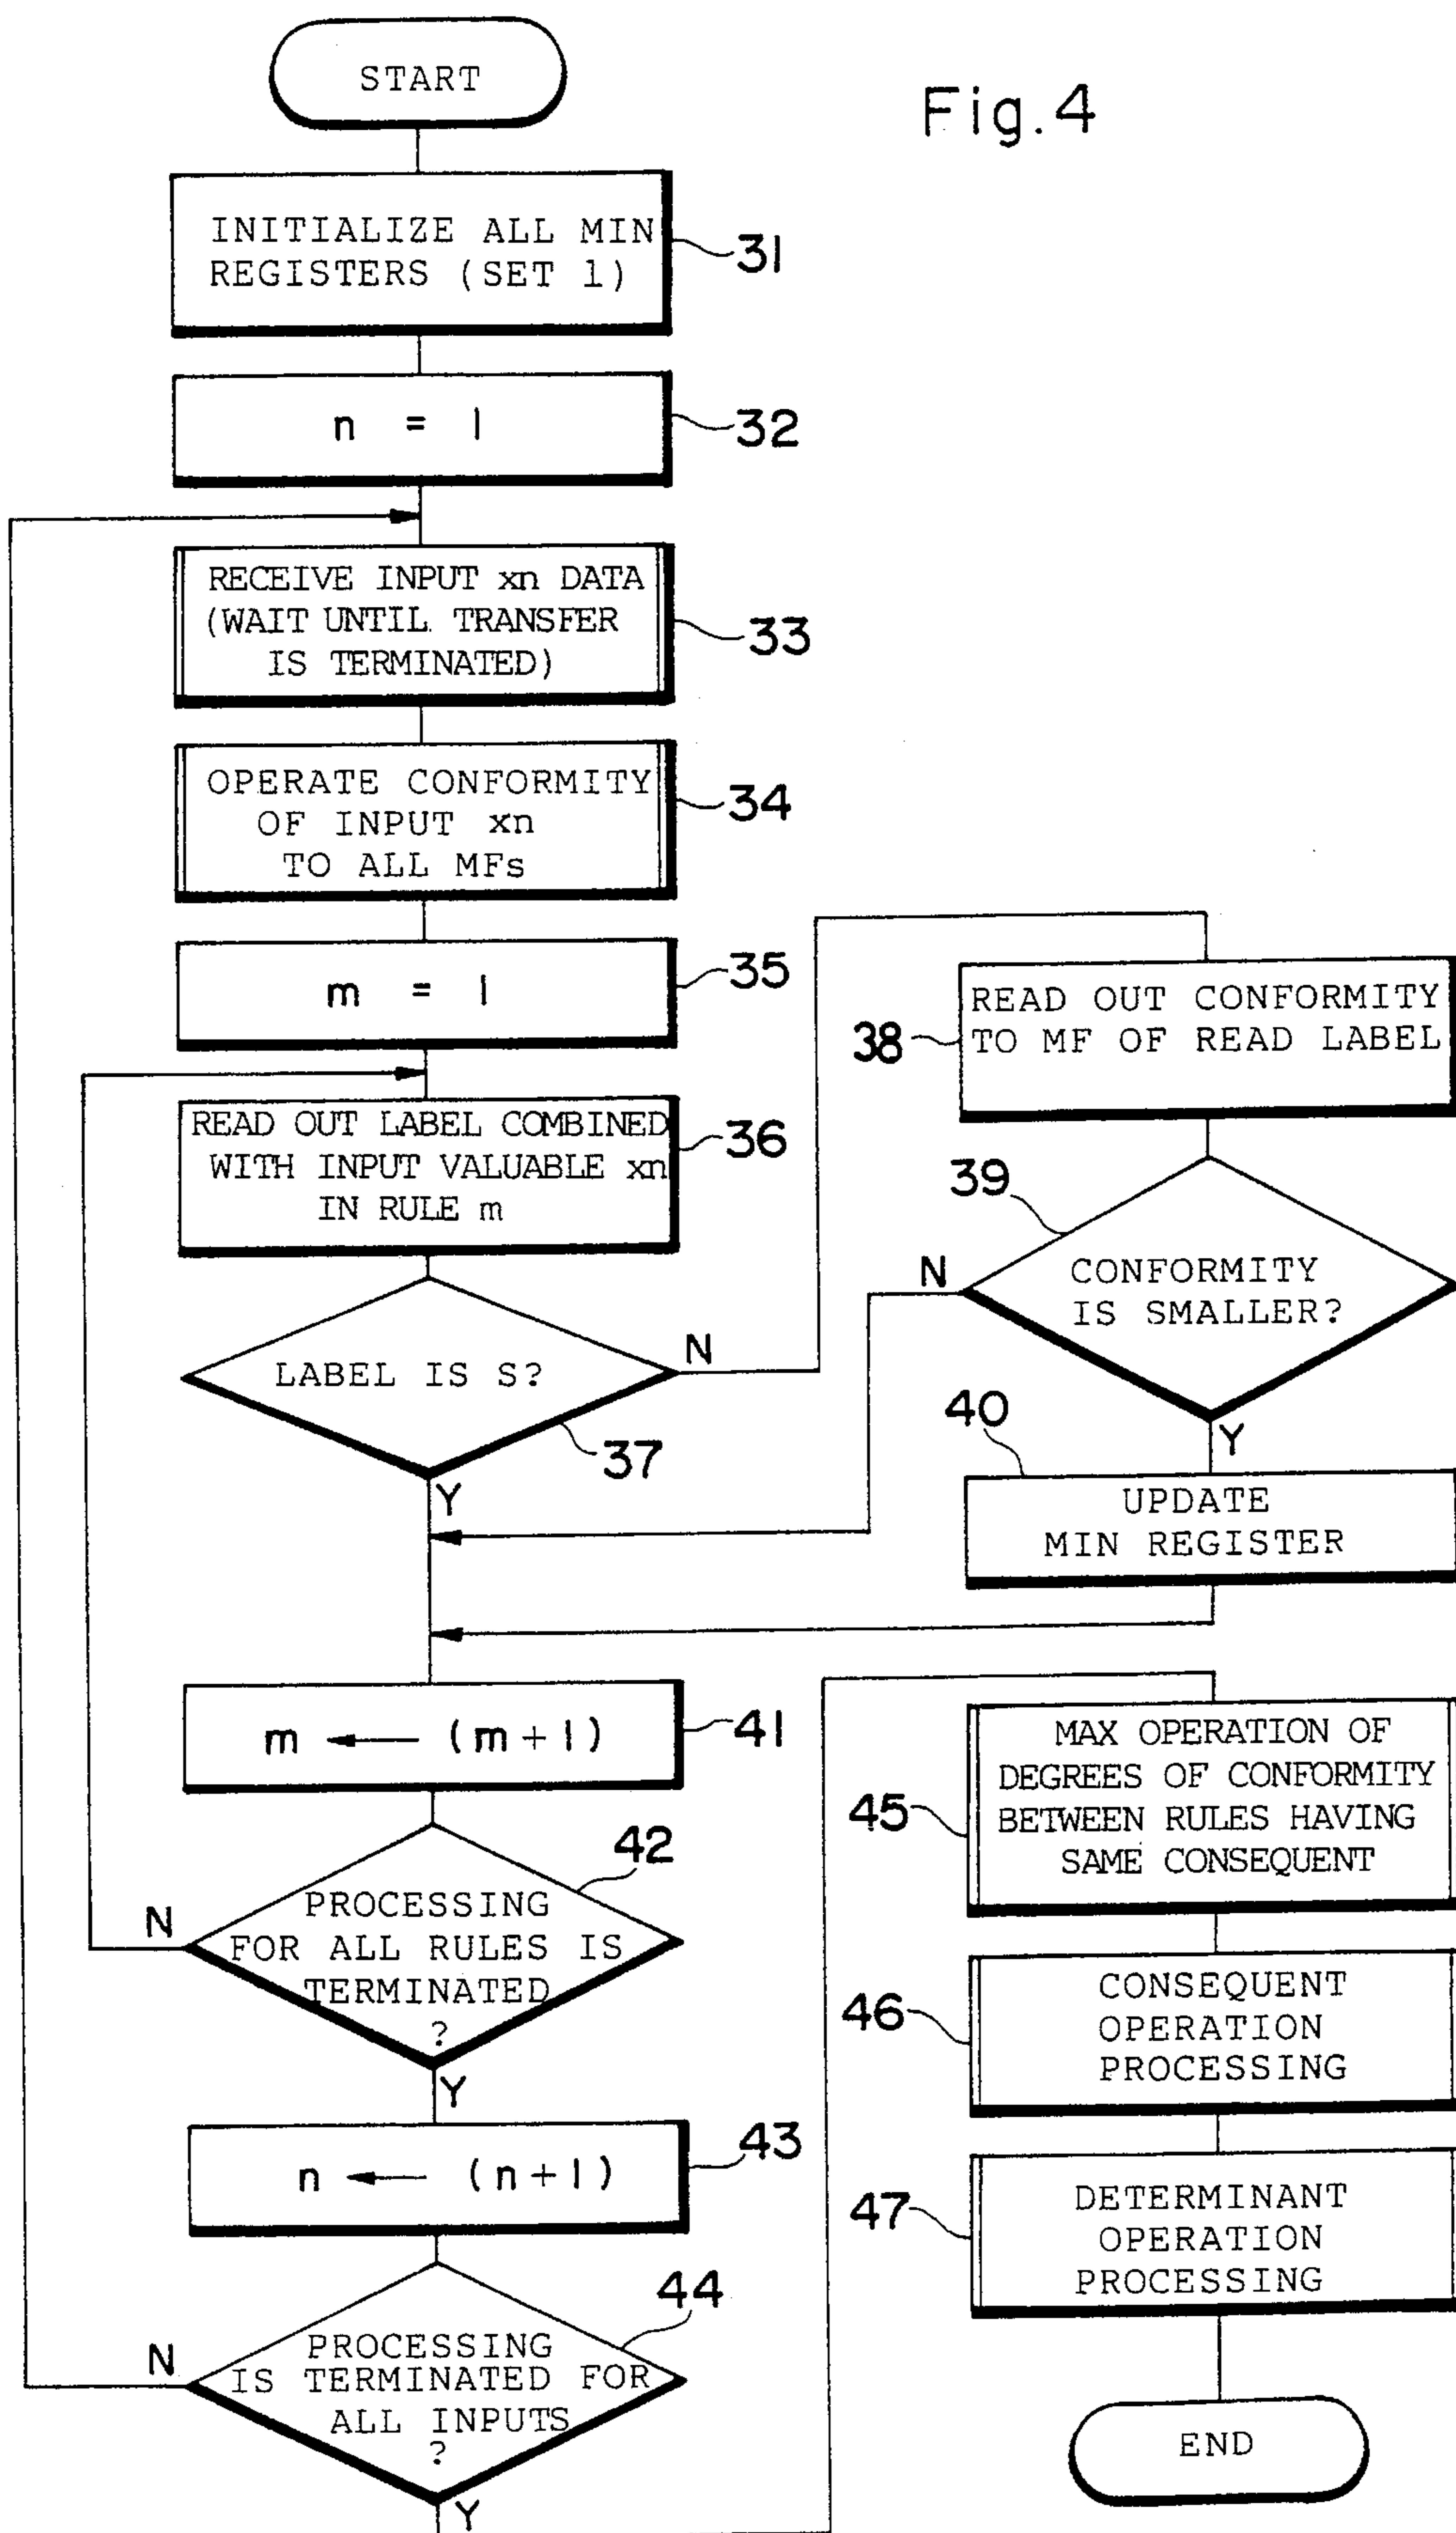 START
Fig.4
INITIALIZE ALL MIN
REGISTERS (SET 1)
31
n = 1
32
RECEIVE INPUT xn DATA
(WAIT UNTIL TRANSFER
IS TERMINATED)
33
OPERATE CONFORMITY
OF INPUT xn
TO ALL MFs
34
m = 1
35
READ OUT LABEL COMBINED
WITH INPUT VALUABLE xn
IN RULE m
36
LABEL IS S?
N
37
Y
READ OUT CONFORMITY
TO MF OF READ LABEL
38
39
CONFORMITY
IS SMALLER?
N
Y
40
UPDATE
MIN REGISTER
m ← (m+1)
41
42
PROCESSING
FOR ALL RULES IS
TERMINATED
?
N
Y
n ← (n+1)
43
44
PROCESSING
IS TERMINATED FOR
ALL INPUTS
?
N
Y
MAX OPERATION OF
DEGREES OF CONFORMITY
BETWEEN RULES HAVING
SAME CONSEQUENT
45
CONSEQUENT
OPERATION
PROCESSING
46
DETERMINANT
OPERATION
PROCESSING
47
END